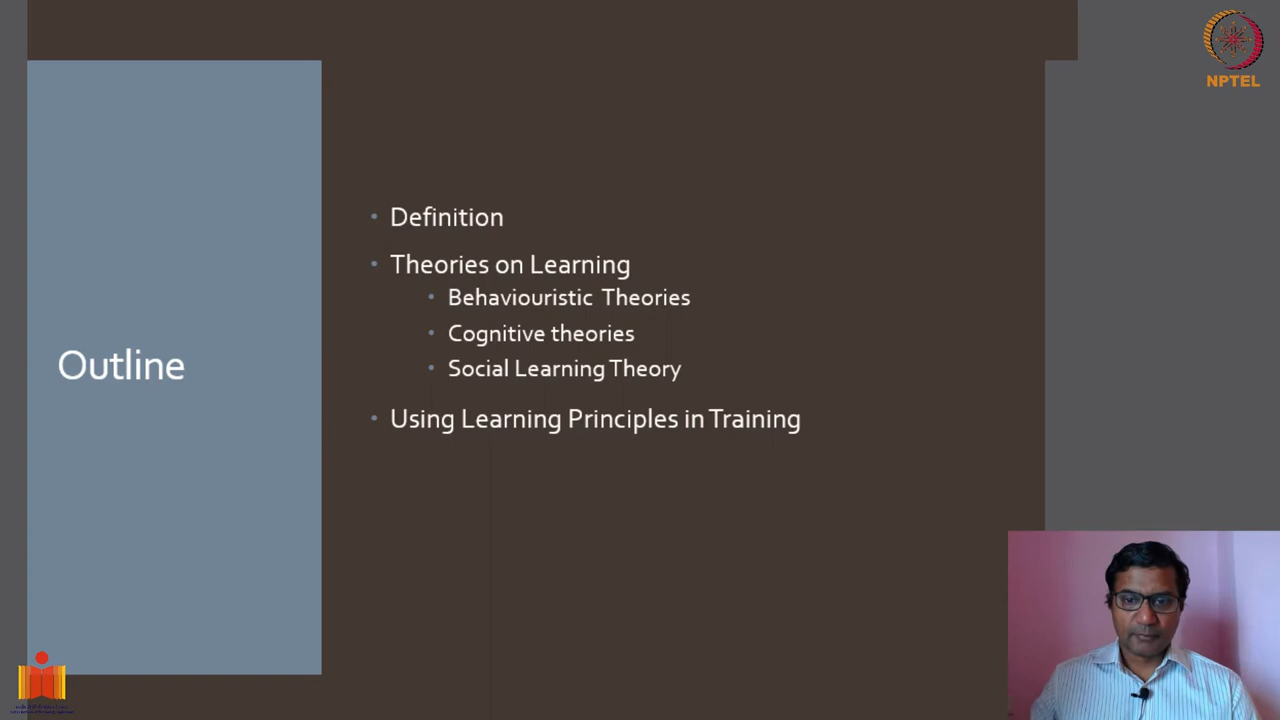 NPTEL
Outline
• Definition
• Theories on Learning
• Behaviouristic Theories
• Cognitive theories
• Social Learning Theory
• Using Learning Principles in Training